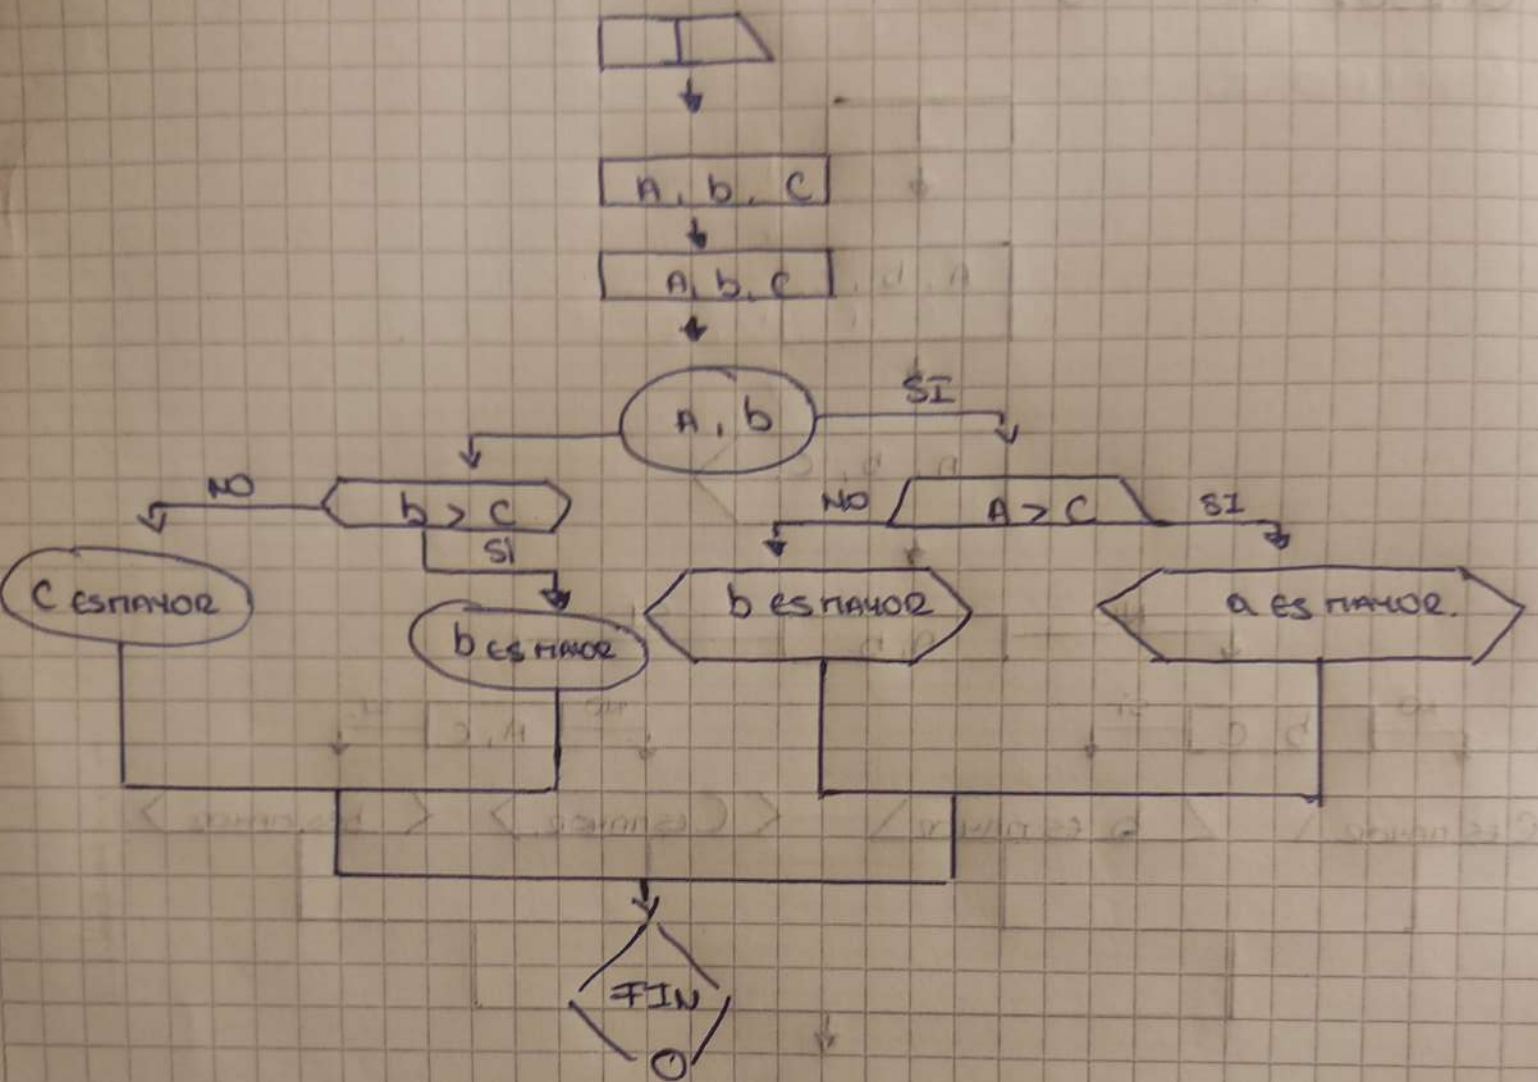 A, b, C
A, b, C
A, b
SI
NO
b > C
SI
NO
A > C
SI
C ES MAYOR
b ES MAYOR
b ES MAYOR
a ES MAYOR.
FIN